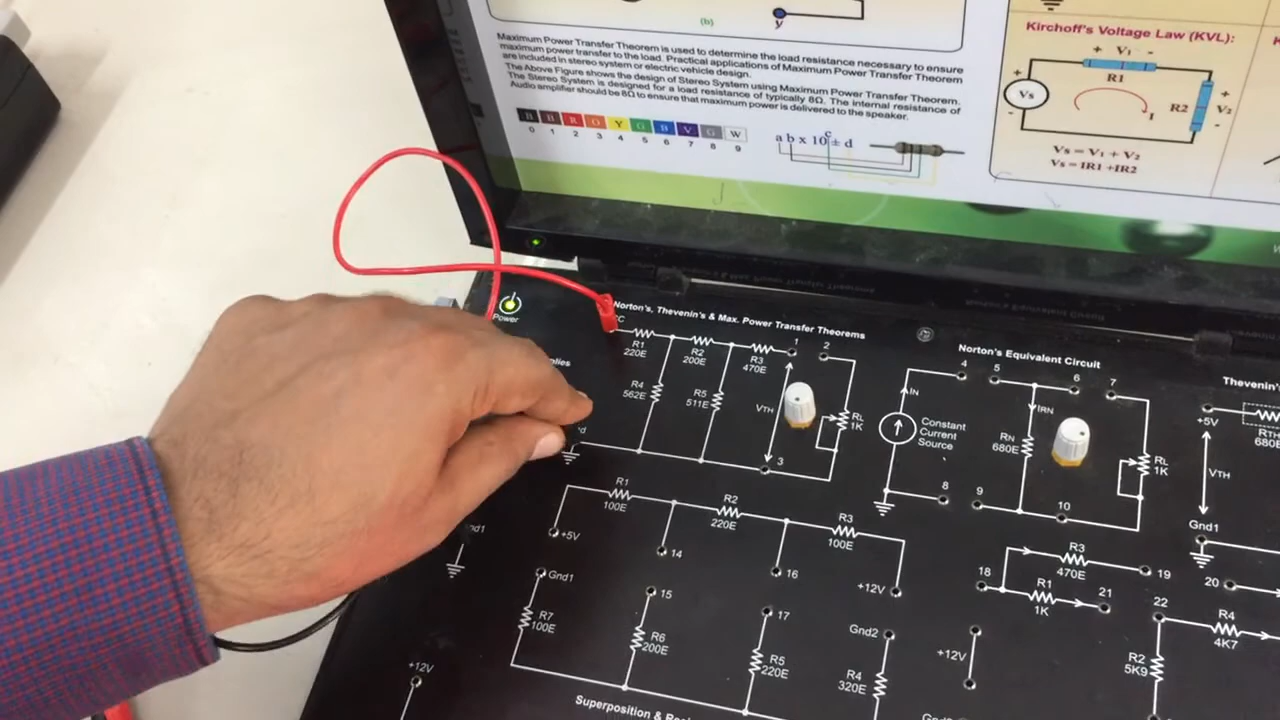 (b)
y
Maximum Power Transfer Theorem is used to determine the load resistance necessary to ensure
maximum power transfer to the load. Practical applications of Maximum Power Transfer Theorem
are included in stereo system or electric vehicle design.
The Above Figure shows the design of Stereo System using Maximum Power Transfer Theorem.
The Stereo System is designed for a load resistance of typically 8Ω. The internal resistance of
Audio amplifier should be 8Ω to ensure that maximum power is delivered to the speaker.
B B R O Y G B V G W
0 1 2 3 4 5 6 7 8 9
a b x 10^c ± d
Kirchoff's Voltage Law (KVL):
+ V1 -
R1
+
Vs
-
R2
+
V2
-
I
Vs = V1 + V2
Vs = IR1 +IR2
Power
Norton's, Thevenin's & Max. Power Transfer Theorems
R1
220E
R2
200E
R3
470E
1
2
R4
562E
R5
511E
VTH
RL
1K
3
Norton's Equivalent Circuit
4
5
6
7
IN
Constant
Current
Source
IRN
RN
680E
RL
1K
8
9
10
+5V
RTH
680E
VTH
Gnd1
R1
100E
R2
220E
R3
100E
+5V
14
16
+12V
Gnd1
15
17
Gnd2
R7
100E
R6
200E
R5
220E
R4
320E
+12V
+12V
18
R3
470E
19
R1
1K
21
20
22
R4
4K7
R2
5K9